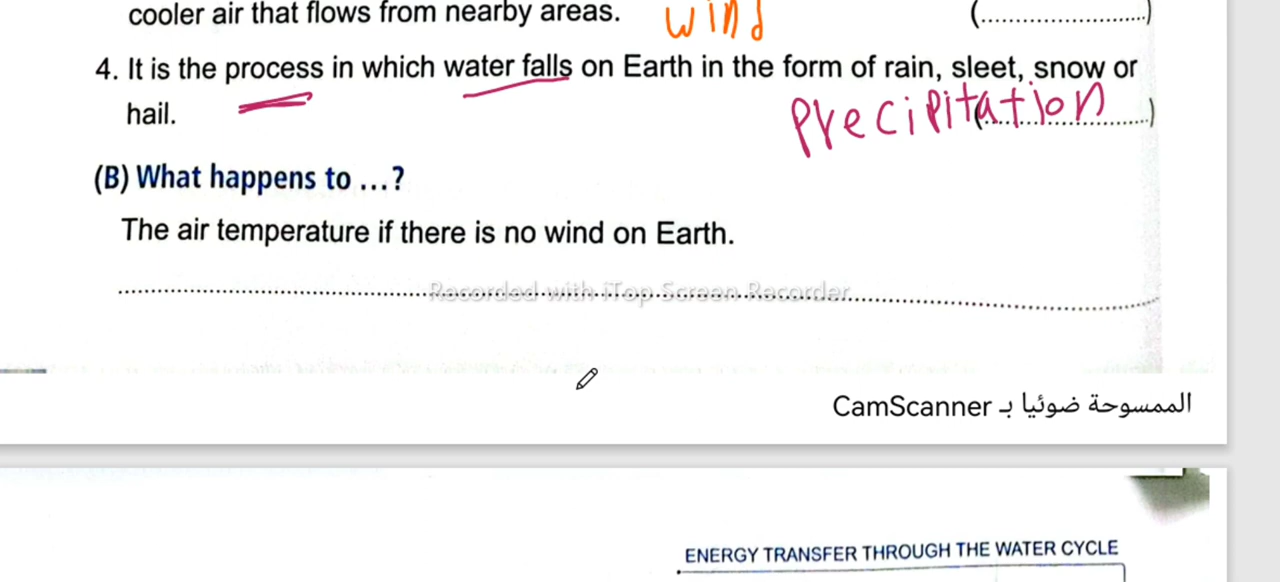 cooler air that flows from nearby areas. wind (........................)
4. It is the process in which water falls on Earth in the form of rain, sleet, snow or
hail. Precipitation (........................)
(B) What happens to ...?
The air temperature if there is no wind on Earth.
Recorded with iTop Screen Recorder
الممسوحة ضوئيا بـ CamScanner
ENERGY TRANSFER THROUGH THE WATER CYCLE